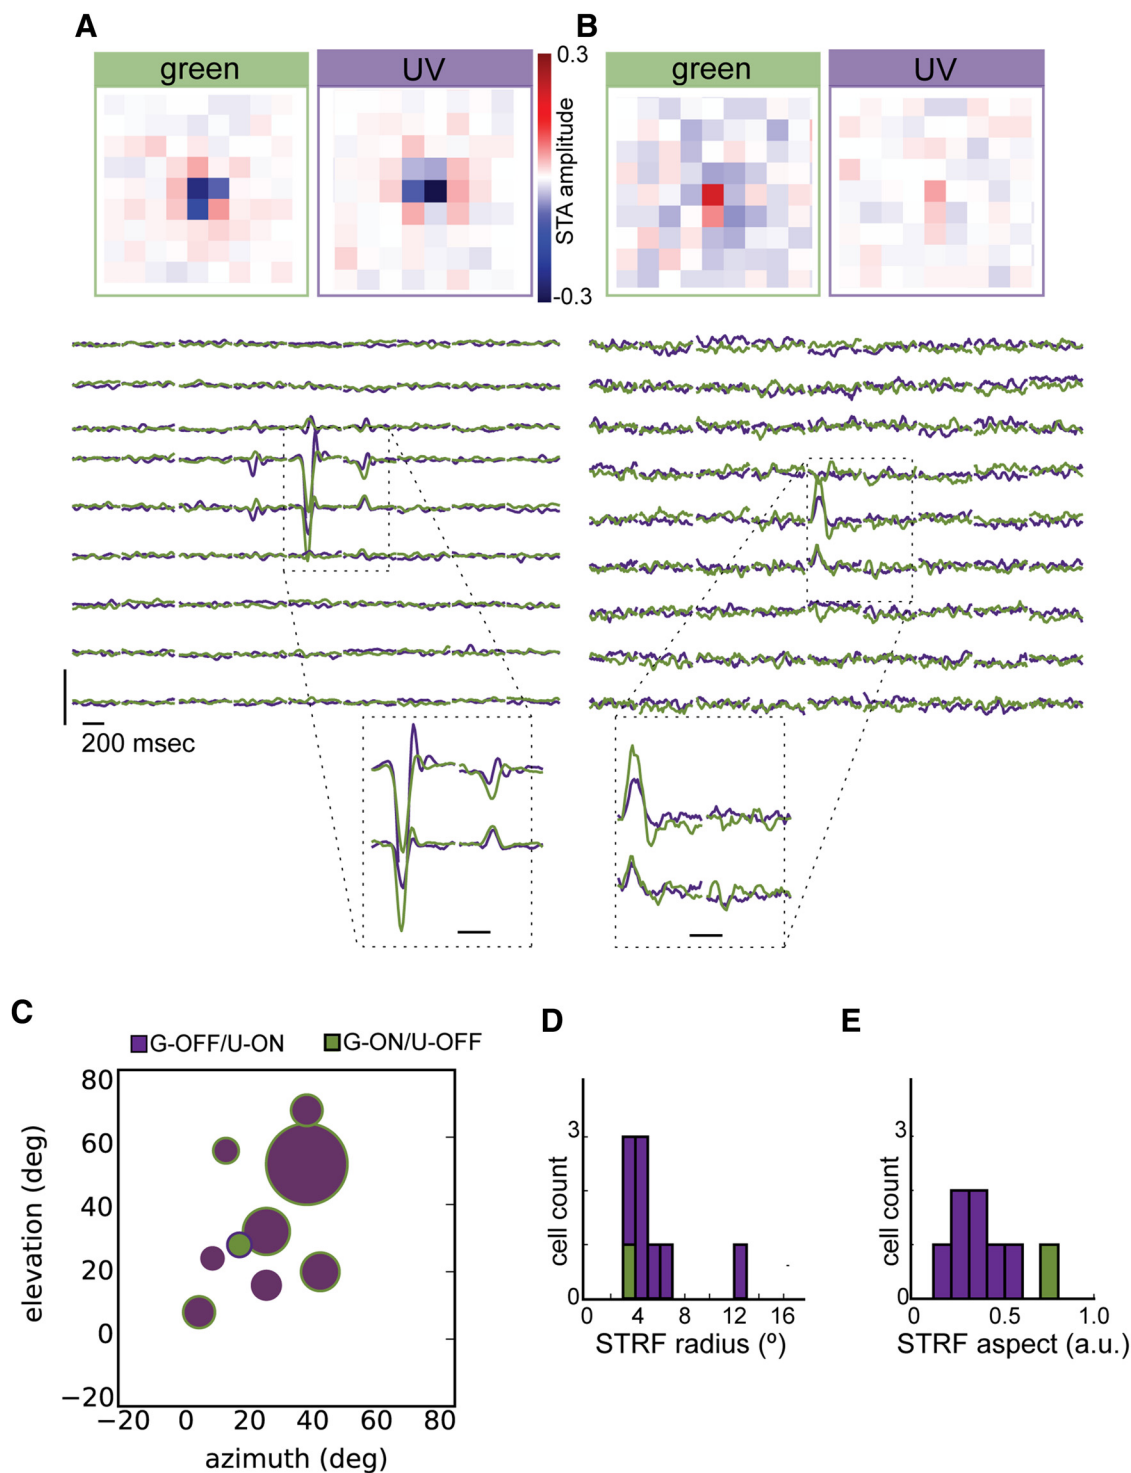 A
B
green
UV
green
UV
0.3
STA amplitude
-0.3
200 msec
C
D
E
G-OFF/U-ON
G-ON/U-OFF
80
60
40
20
0
−20
elevation (deg)
−20 0 20 40 60 80
azimuth (deg)
3
0
cell count
0 4 8 12 16
STRF radius (º)
3
0
cell count
0 0.5 1.0
STRF aspect (a.u.)